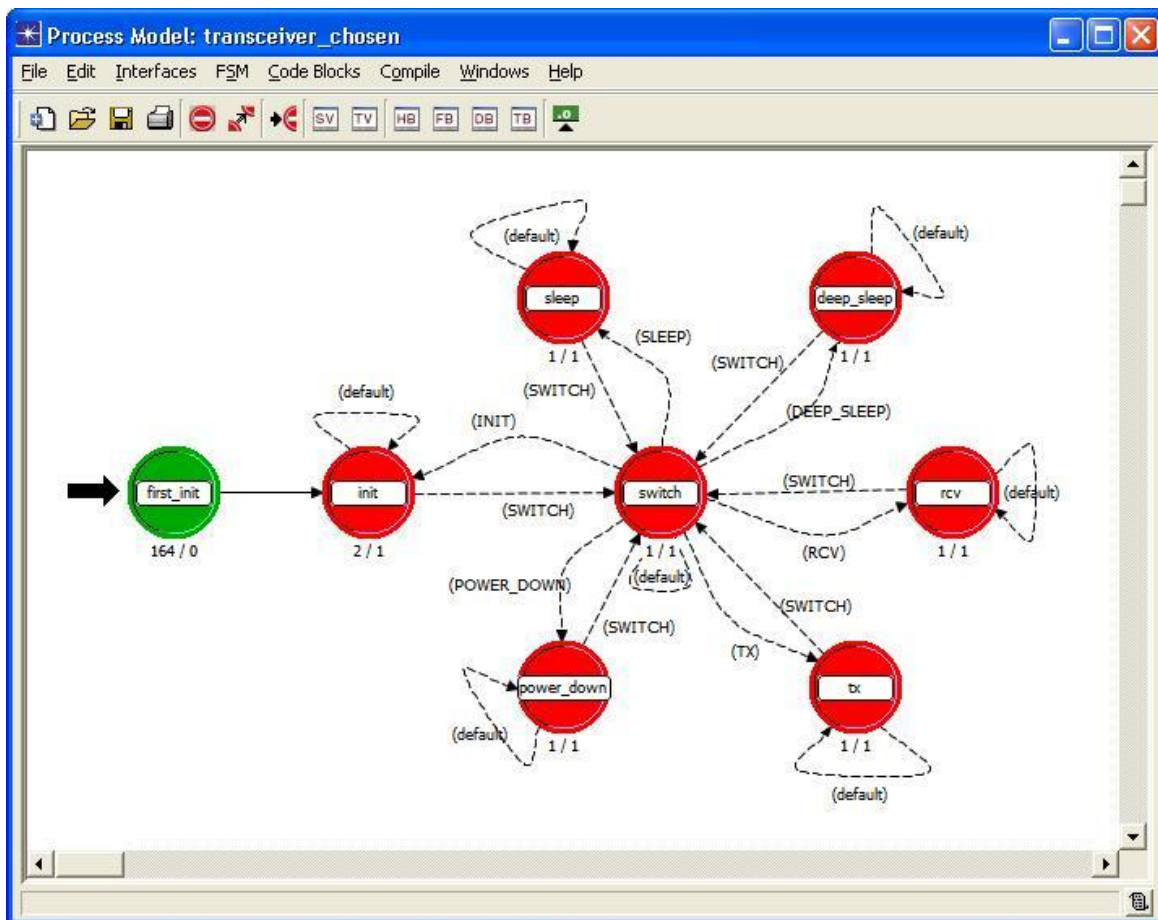 Process Model: transceiver_chosen
File Edit Interfaces FSM Code Blocks Compile Windows Help
SV TV HB FB DB TB .0
(default)
(default)
sleep
deep_sleep
1 / 1
(SLEEP)
1 / 1
(SWITCH)
(default)
(SWITCH)
(INIT)
(DEEP_SLEEP)
first_init
init
switch
(SWITCH)
rcv
(default)
(SWITCH)
164 / 0
2 / 1
1 / 1
(RCV)
1 / 1
(default)
(POWER_DOWN)
(SWITCH)
(SWITCH)
(TX)
power_down
tx
(default)
1 / 1
1 / 1
(default)